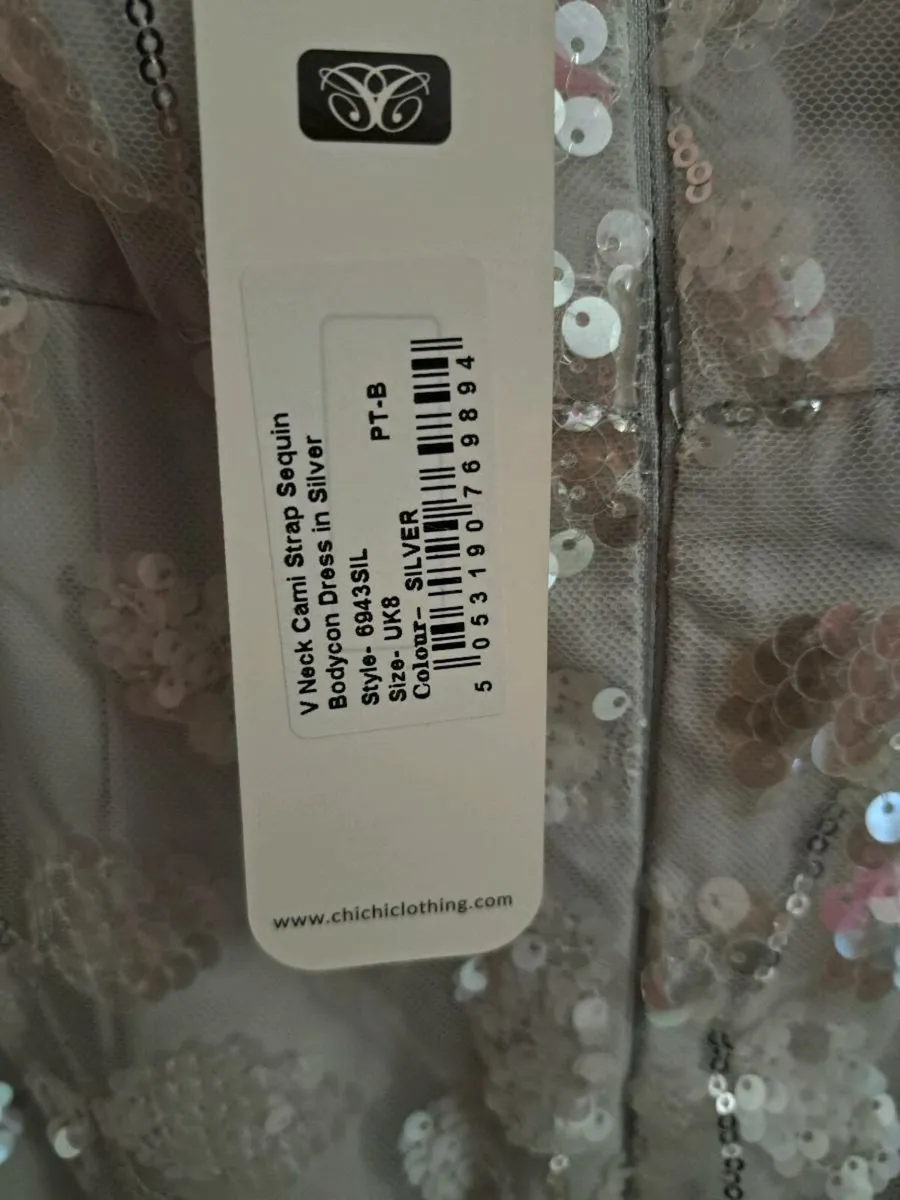 V Neck Cami Strap Sequin
Bodycon Dress in Silver
Style- 6943SIL
Size- UK8 PT-B
Colour- SILVER
5 053190 769894
www.chichiclothing.com